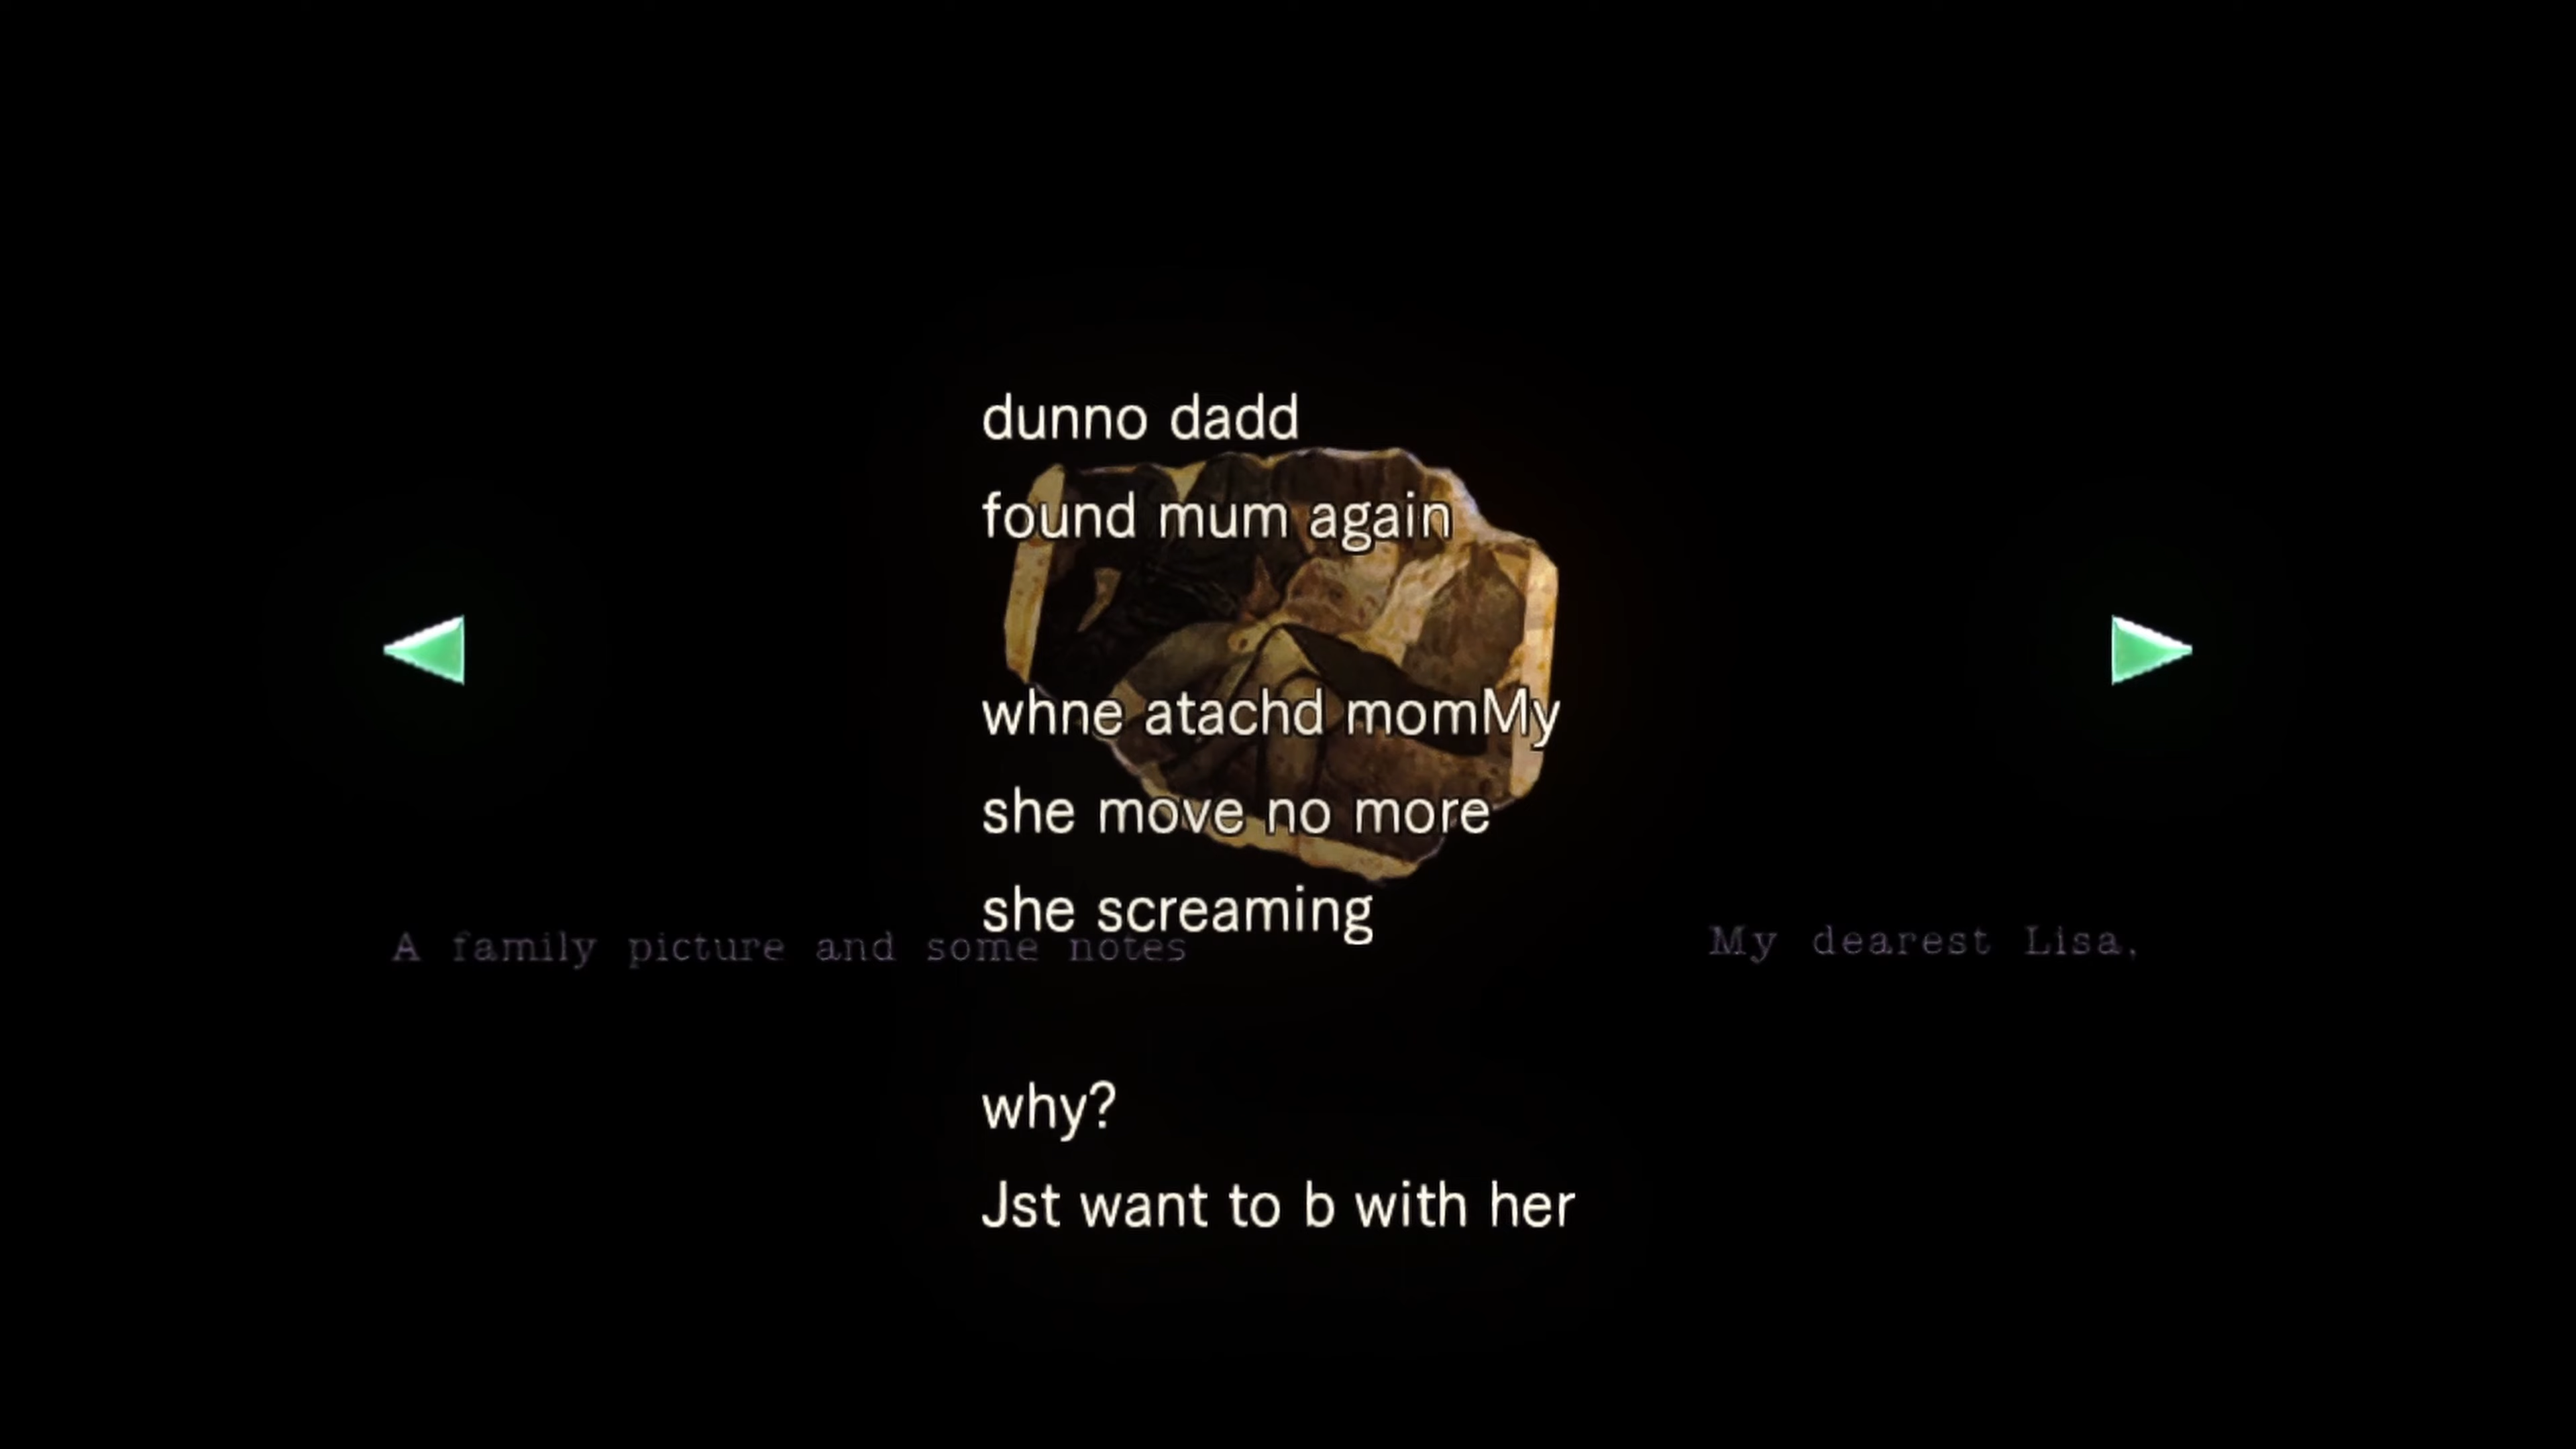 dunno dadd
found mum again
whne atachd momMy
she move no more
she screaming
A family picture and some notes
My dearest Lisa,
why?
Jst want to b with her